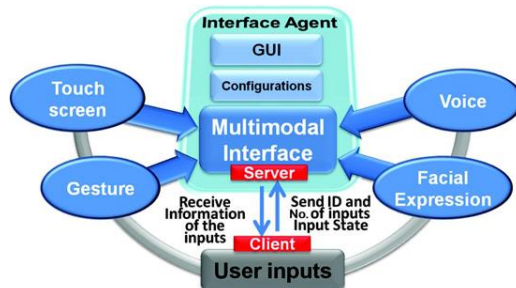 Interface Agent
GUI
Configurations
Touch
screen
Voice
Multimodal
Interface
Server
Gesture
Facial
Expression
Receive
Information
of the
inputs
Send ID and
No. of inputs
Input State
Client
User inputs